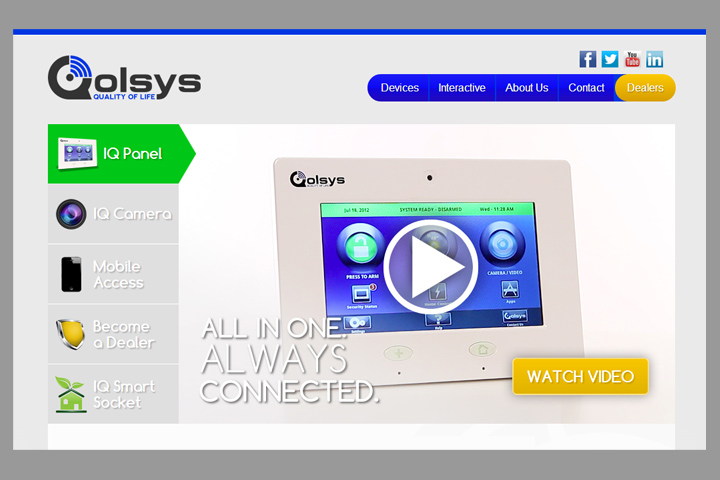 Qolsys
QUALITY OF LIFE
You
Tube
Devices
Interactive
About Us
Contact
Dealers
IQ Panel
IQ Camera
Mobile
Access
Become
a Dealer
IQ Smart
Socket
Qolsys
Jul 18, 2012
SYSTEM READY - DISARMED
Wed - 11:28 AM
PRESS TO ARM
CAMERA / VIDEO
Security Status
Apps
Settings
Help
Contact Us
ALL IN ONE.
ALWAYS
CONNECTED.
WATCH VIDEO